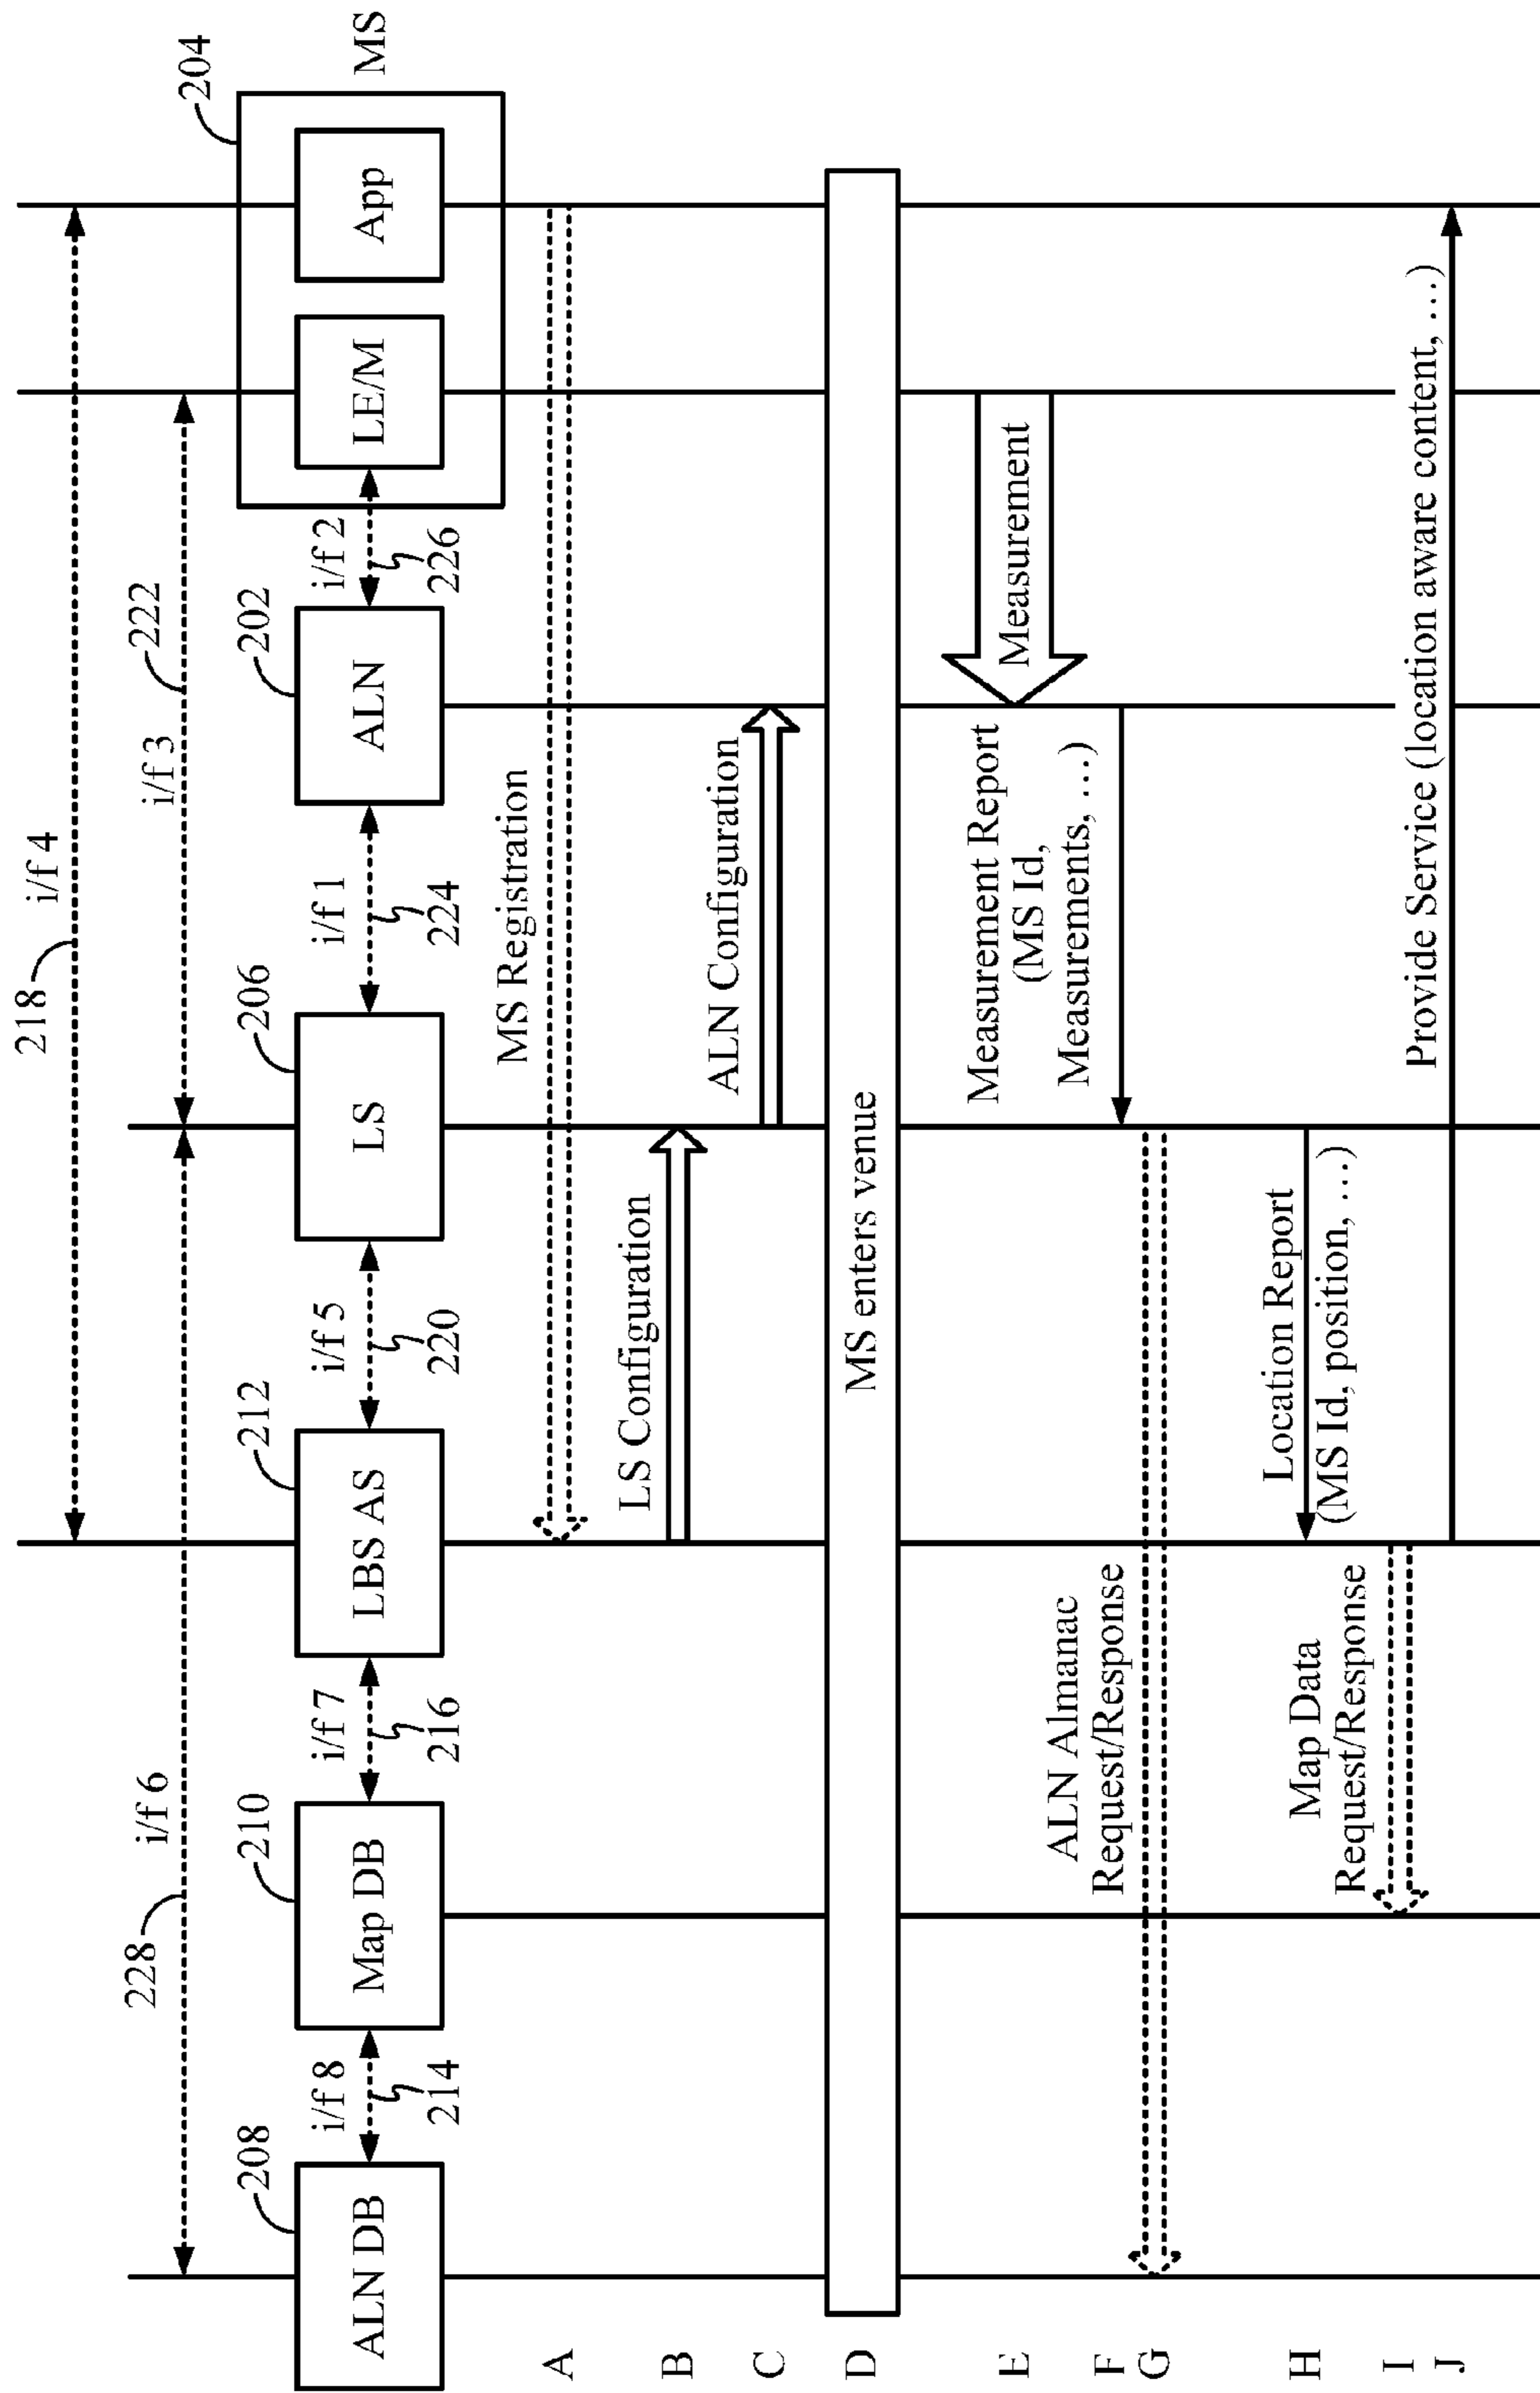 218
i/f 4
228
i/f 6
i/f 3
222
204
208
210
212
206
202
MS
ALN DB
i/f 8
214
Map DB
i/f 7
216
LBS AS
i/f 5
220
LS
i/f 1
224
ALN
i/f 2
226
LE/M
App
A
MS Registration
B
LS Configuration
C
ALN Configuration
D
MS enters venue
E
Measurement
F
Measurement Report
(MS Id,
Measurements, …)
G
ALN Almanac
Request/Response
H
Location Report
(MS Id, position, …)
I
Map Data
Request/Response
J
Provide Service (location aware content, …)